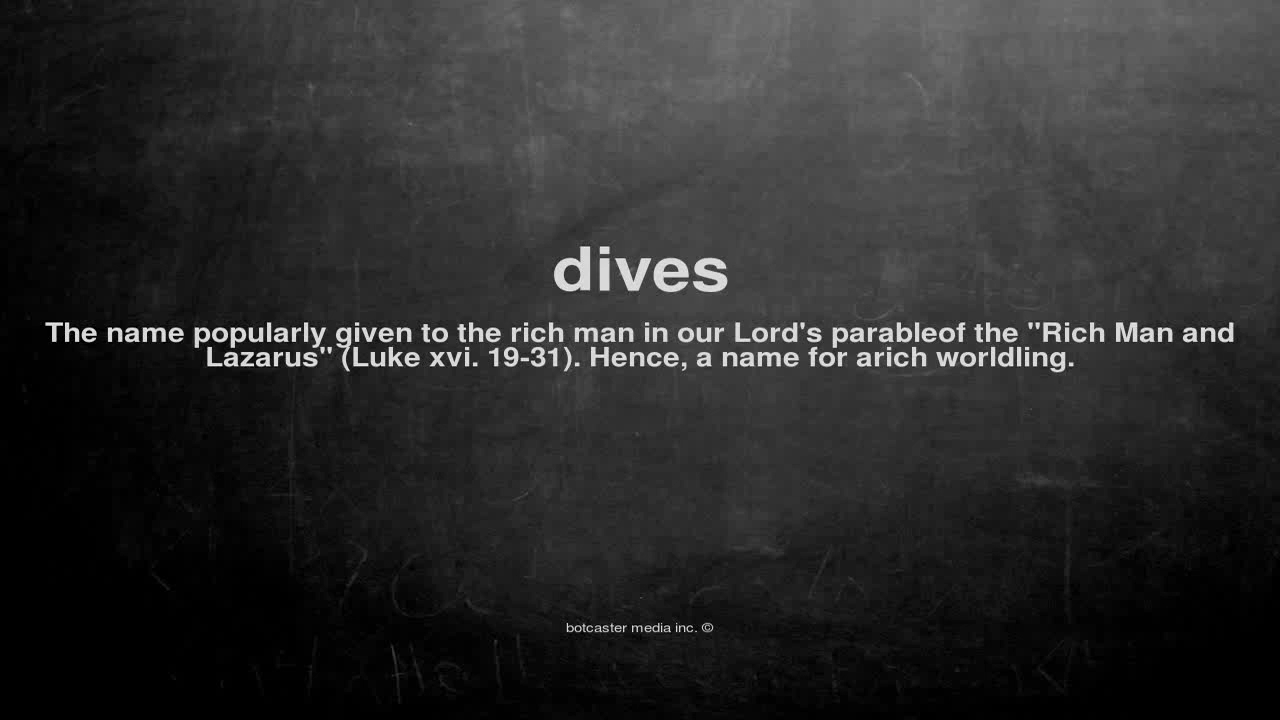 dives
The name popularly given to the rich man in our Lord's parableof the "Rich Man and
Lazarus" (Luke xvi. 19-31). Hence, a name for arich worldling.
botcaster media inc. ©